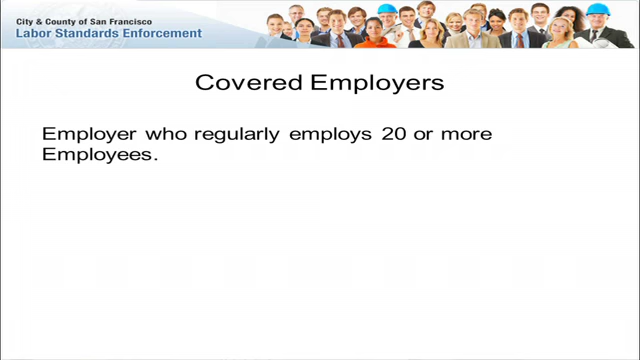 City & County of San Francisco
Labor Standards Enforcement
Covered Employers
Employer who regularly employs 20 or more
Employees.